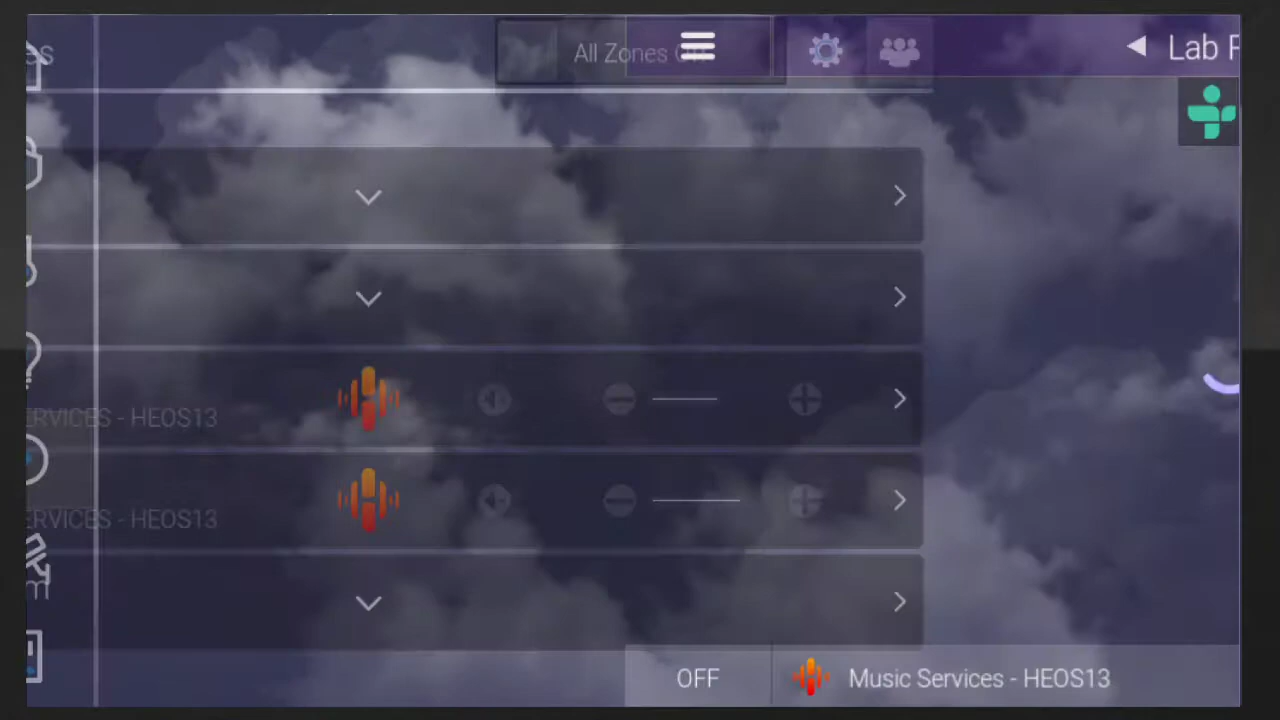 All Zones
Lab
ERVICES - HEOS13
ERVICES - HEOS13
OFF
Music Services - HEOS13